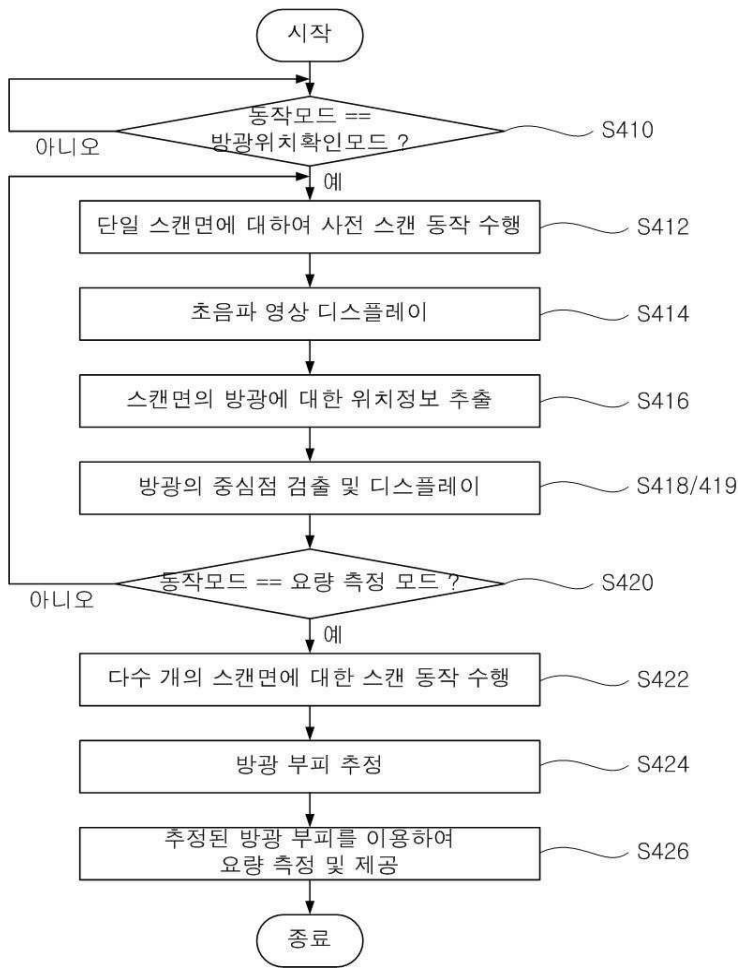 시작
동작모드 ==
방광위치확인모드 ?
S410
아니오
예
단일 스캔면에 대하여 사전 스캔 동작 수행
S412
초음파 영상 디스플레이
S414
스캔면의 방광에 대한 위치정보 추출
S416
방광의 중심점 검출 및 디스플레이
S418/419
동작모드 == 요량 측정 모드 ?
S420
아니오
예
다수 개의 스캔면에 대한 스캔 동작 수행
S422
방광 부피 추정
S424
추정된 방광 부피를 이용하여
요량 측정 및 제공
S426
종료